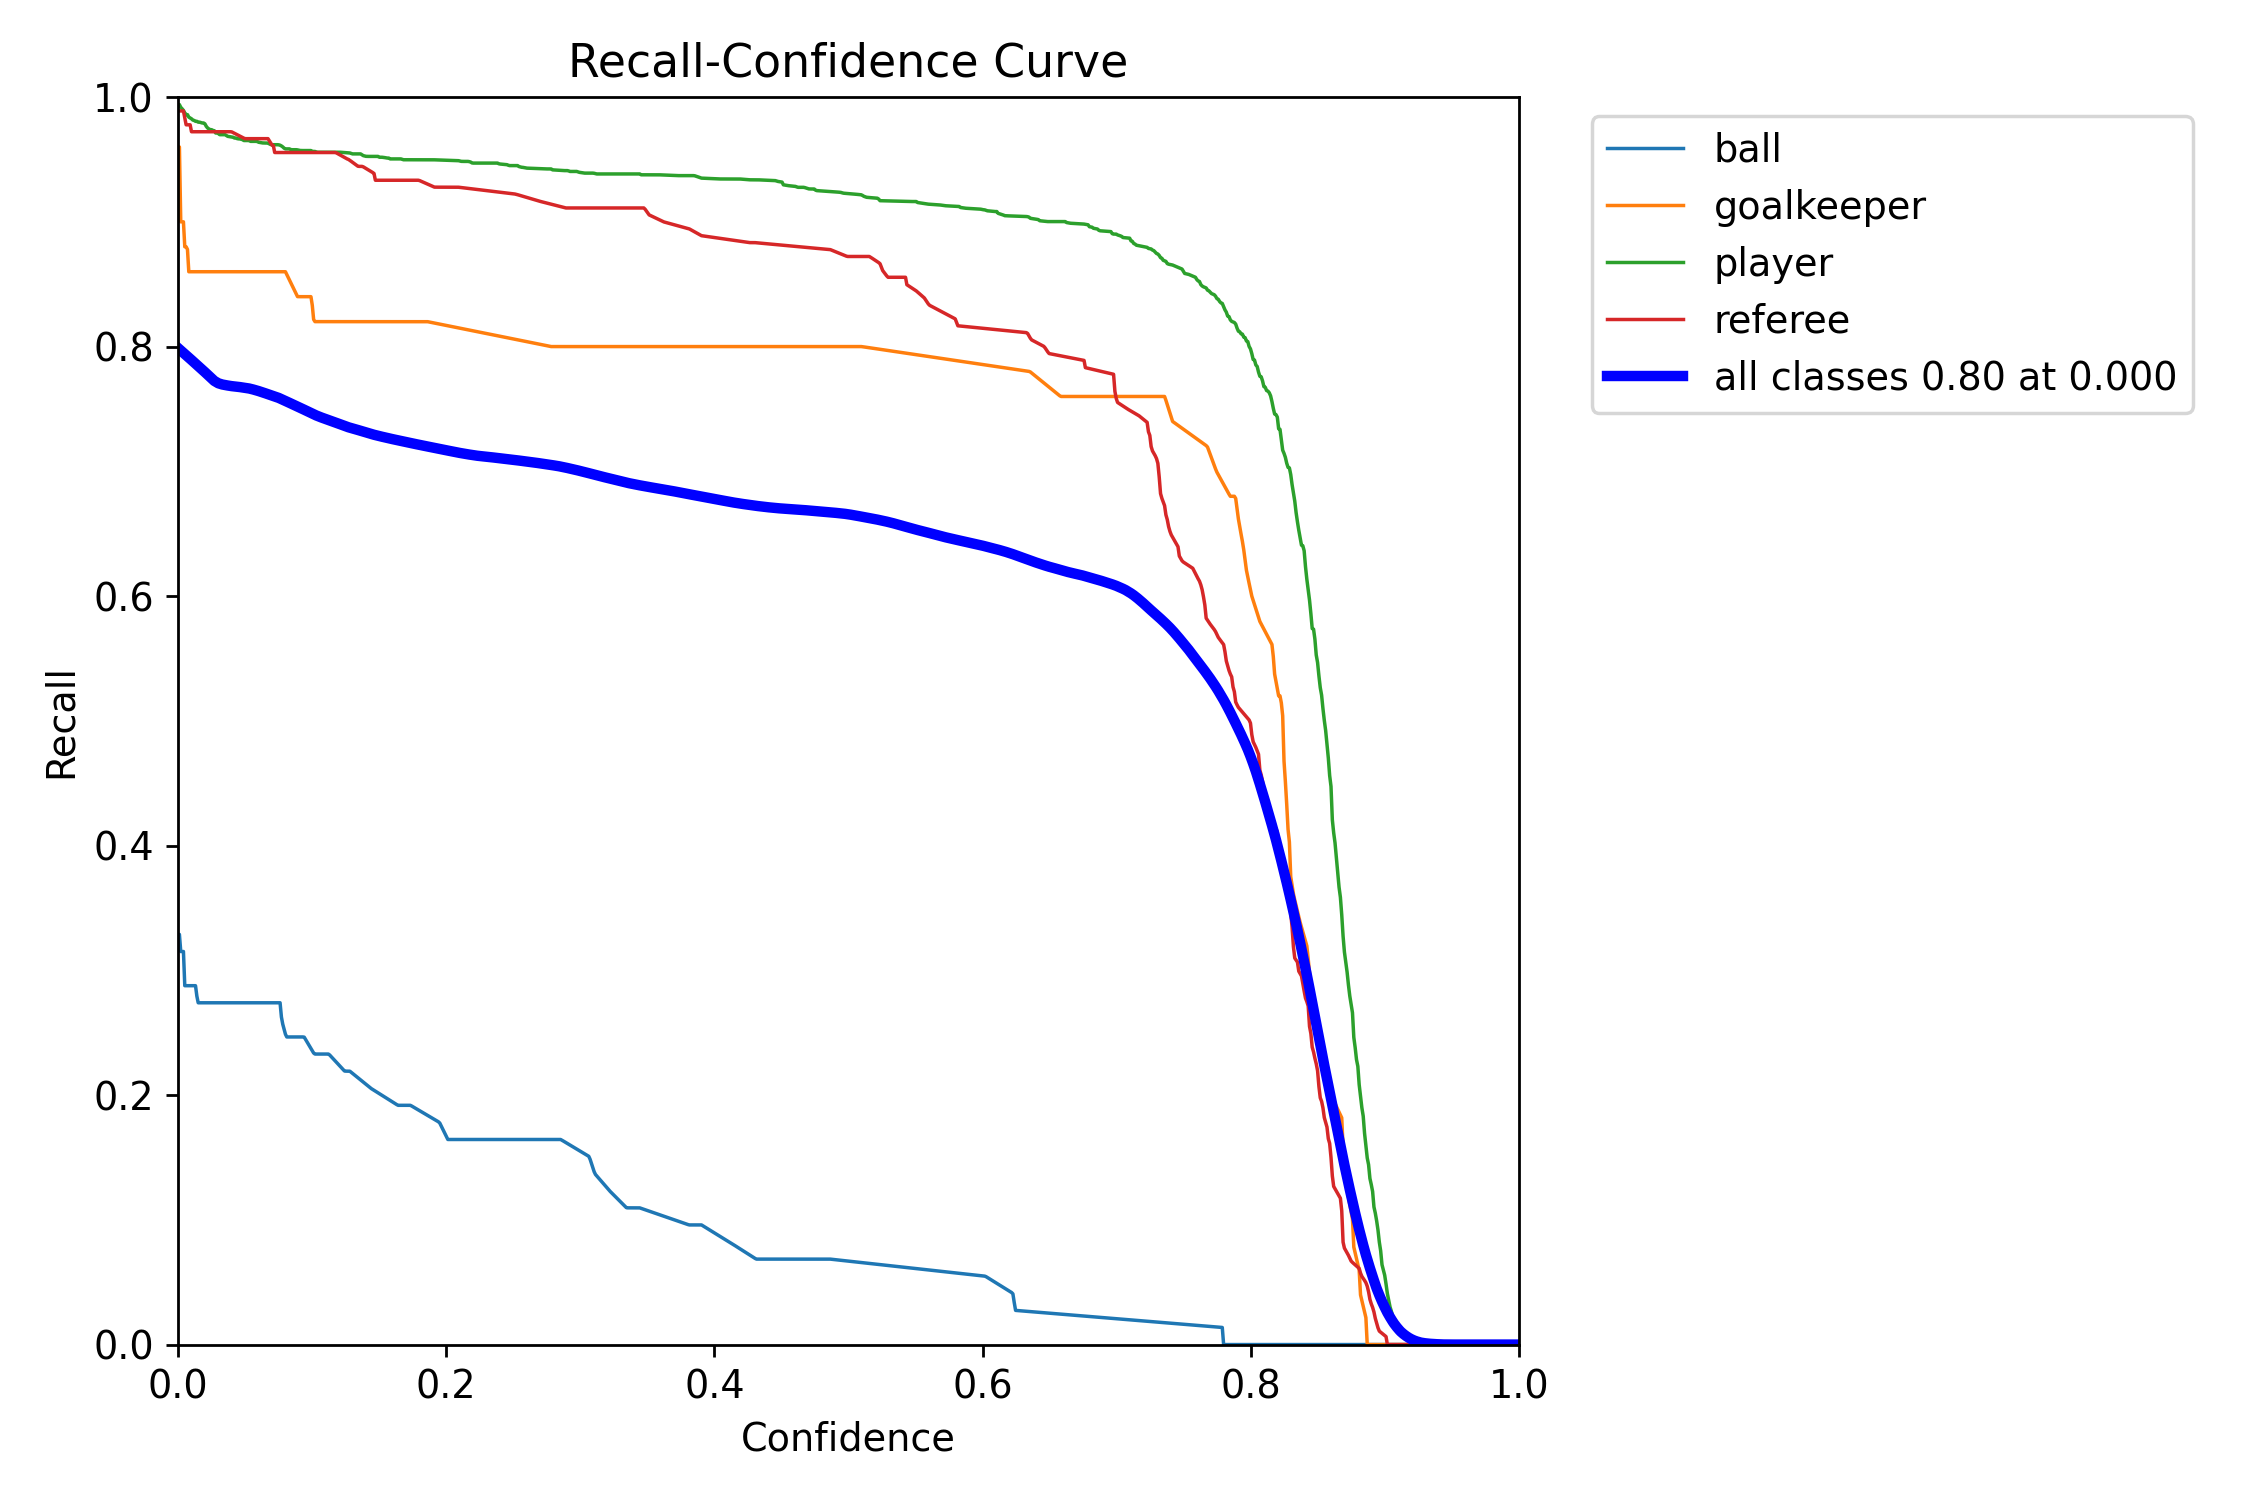 Recall-Confidence Curve
1.0
0.8
0.6
0.4
0.2
0.0
Recall
0.0 0.2 0.4 0.6 0.8 1.0
Confidence
ball
goalkeeper
player
referee
all classes 0.80 at 0.000